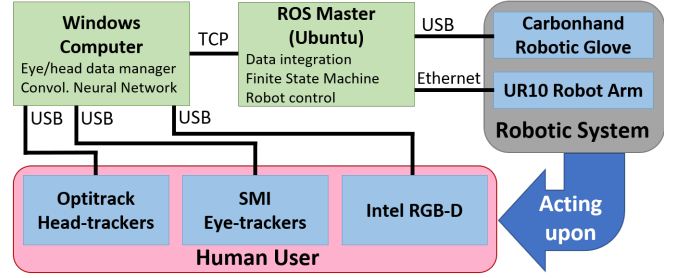 Windows
Computer
Eye/head data manager
Convol. Neural Network
TCP
ROS Master
(Ubuntu)
Data integration
Finite State Machine
Robot control
USB
Ethernet
Carbonhand
Robotic Glove
UR10 Robot Arm
Robotic System
USB
USB
USB
Optitrack
Head-trackers
SMI
Eye-trackers
Intel RGB-D
Human User
Acting
upon